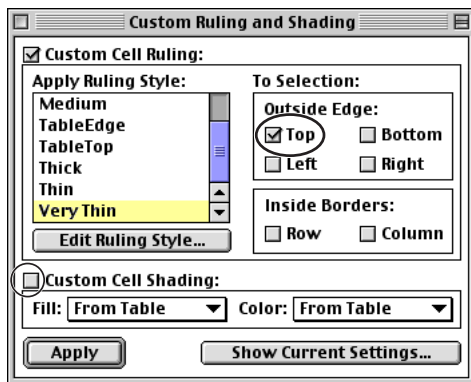 Custom Ruling and Shading
Custom Cell Ruling:
Apply Ruling Style:
Medium
TableEdge
TableTop
Thick
Thin
Very Thin
Edit Ruling Style...
To Selection:
Outside Edge:
Top Bottom
Left Right
Inside Borders:
Row Column
Custom Cell Shading:
Fill: From Table Color: From Table
Apply Show Current Settings...